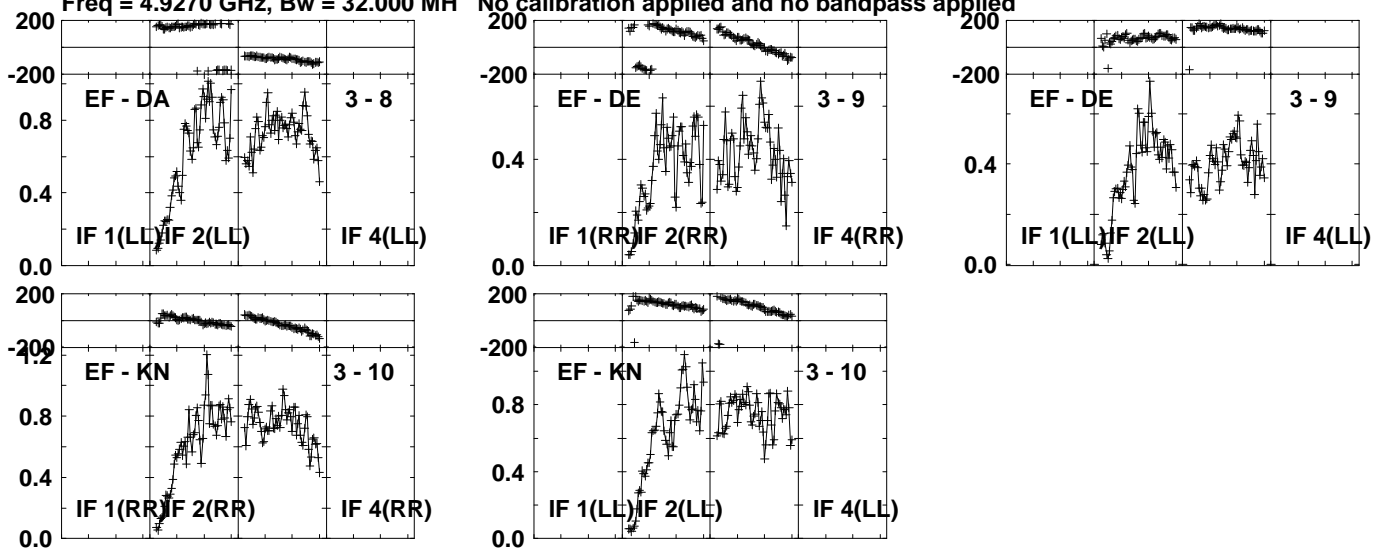 Freq = 4.9270 GHz, Bw = 32.000 MH No calibration applied and no bandpass applied
200
-200
EF - DA 3 - 8
0.8
0.4
0.0
IF 1(LL) IF 2(LL) IF 4(LL)
200
-200
EF - DE 3 - 9
0.4
0.0
IF 1(RR) IF 2(RR) IF 4(RR)
200
-200
EF - DE 3 - 9
0.4
0.0
IF 1(LL) IF 2(LL) IF 4(LL)
200
-200
1.2
EF - KN 3 - 10
0.8
0.4
0.0
IF 1(RR) IF 2(RR) IF 4(RR)
200
-200
EF - KN 3 - 10
0.8
0.4
0.0
IF 1(LL) IF 2(LL) IF 4(LL)